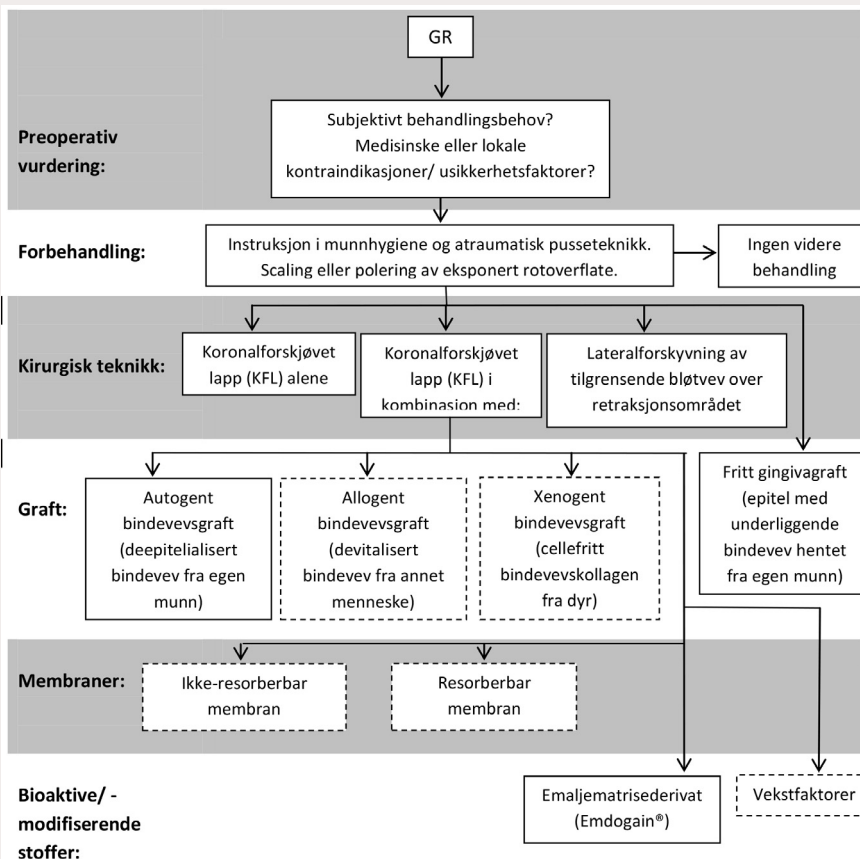 GR
Preoperativ
vurdering:
Subjektivt behandlingsbehov?
Medisinske eller lokale
kontraindikasjoner/ usikkerhetsfaktorer?
Forbehandling:
Instruksjon i munnhygiene og atraumatisk pusseteknikk.
Scaling eller polering av eksponert rotoverflate.
Ingen videre
behandling
Kirurgisk teknikk:
Koronalforskjøvet
lapp (KFL) alene
Koronalforskjøvet
lapp (KFL) i
kombinasjon med:
Lateralforskyvning av
tilgrensende bløtvev over
retraksjonsområdet
Graft:
Autogent
bindevevsgraft
(deepitelialisert
bindevev fra egen
munn)
Allogent
bindevevsgraft
(devitalisert
bindevev fra annet
menneske)
Xenogent
bindevevsgraft
(cellefritt
bindevevskollagen
fra dyr)
Fritt gingivagraft
(epitel med
underliggende
bindevev hentet
fra egen munn)
Membraner:
Ikke-resorberbar
membran
Resorberbar
membran
Bioaktive/ -
modifiserende
stoffer:
Emaljematrisederivat
(Emdogain®)
Vekstfaktorer